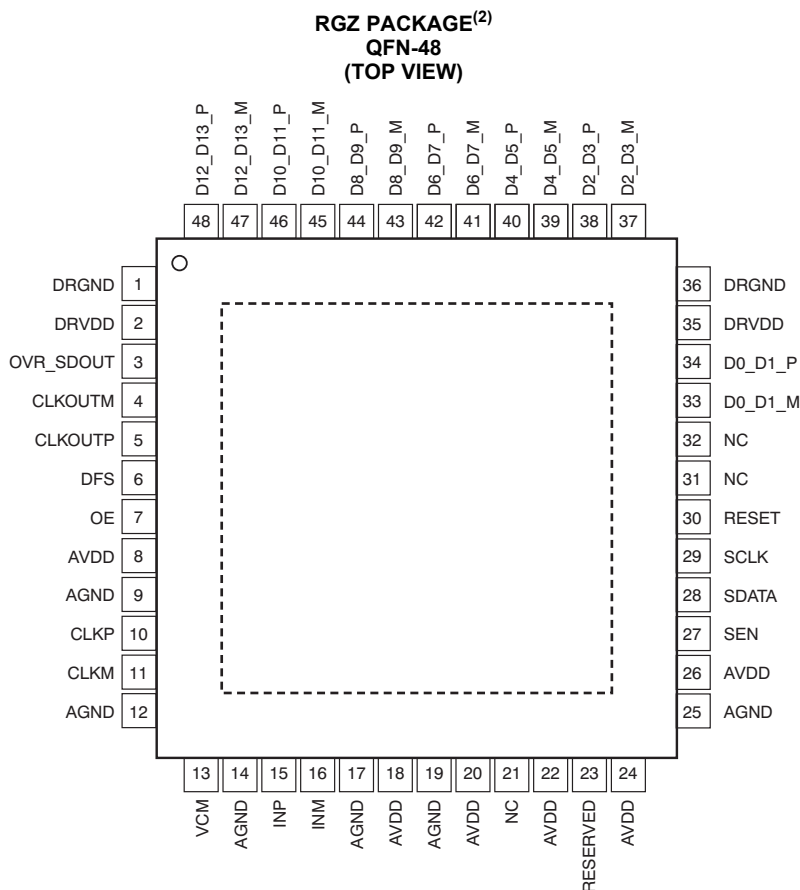 RGZ PACKAGE(2)
QFN-48
(TOP VIEW)
D12_D13_P
D12_D13_M
D10_D11_P
D10_D11_M
D8_D9_P
D8_D9_M
D6_D7_P
D6_D7_M
D4_D5_P
D4_D5_M
D2_D3_P
D2_D3_M
48 47 46 45 44 43 42 41 40 39 38 37
DRGND 1
36 DRGND
DRVDD 2
35 DRVDD
OVR_SDOUT 3
34 D0_D1_P
CLKOUTM 4
33 D0_D1_M
CLKOUTP 5
32 NC
DFS 6
31 NC
OE 7
30 RESET
AVDD 8
29 SCLK
AGND 9
28 SDATA
CLKP 10
27 SEN
CLKM 11
26 AVDD
AGND 12
25 AGND
13 14 15 16 17 18 19 20 21 22 23 24
VCM
AGND
INP
INM
AGND
AVDD
AGND
AVDD
NC
AVDD
RESERVED
AVDD